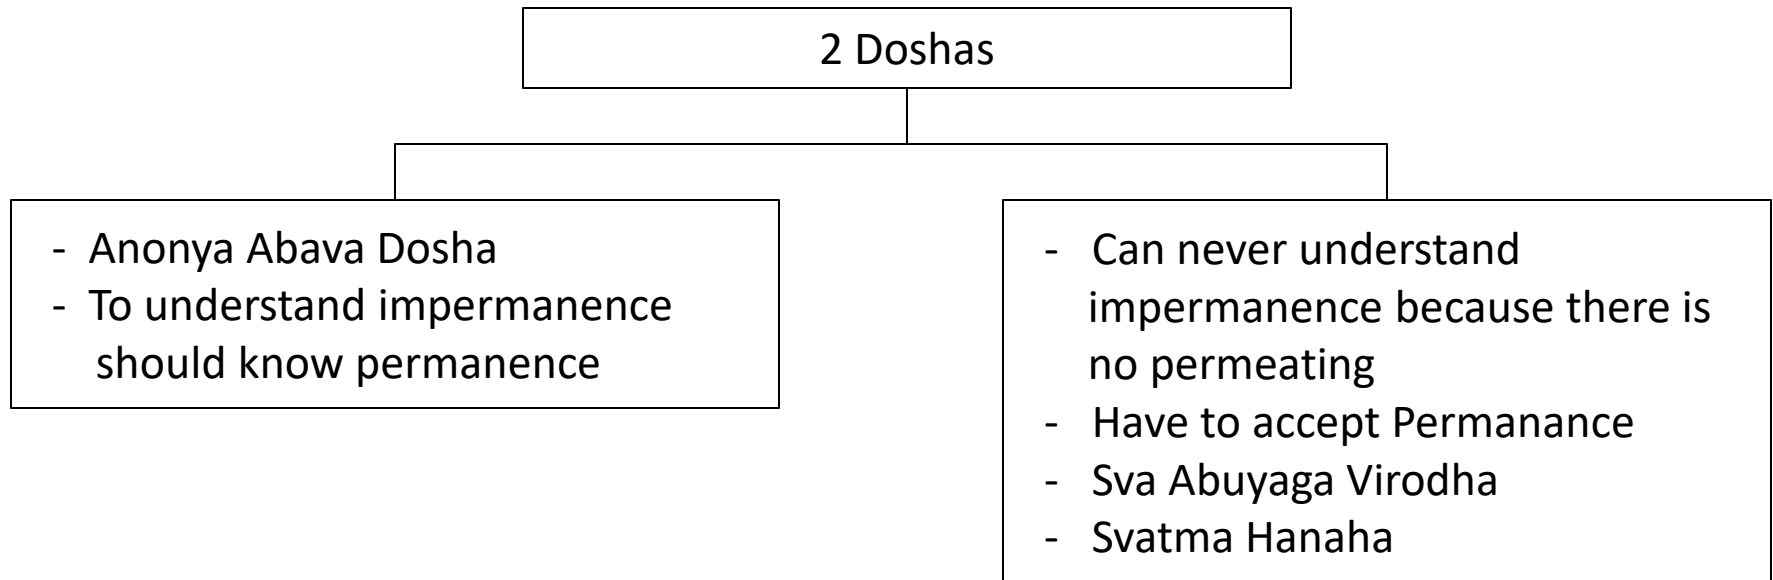 2 Doshas
- Anonya Abava Dosha
- To understand impermanence
should know permanence
- Can never understand
impermanence because there is
no permeating
- Have to accept Permanance
- Sva Abuyaga Virodha
- Svatma Hanaha